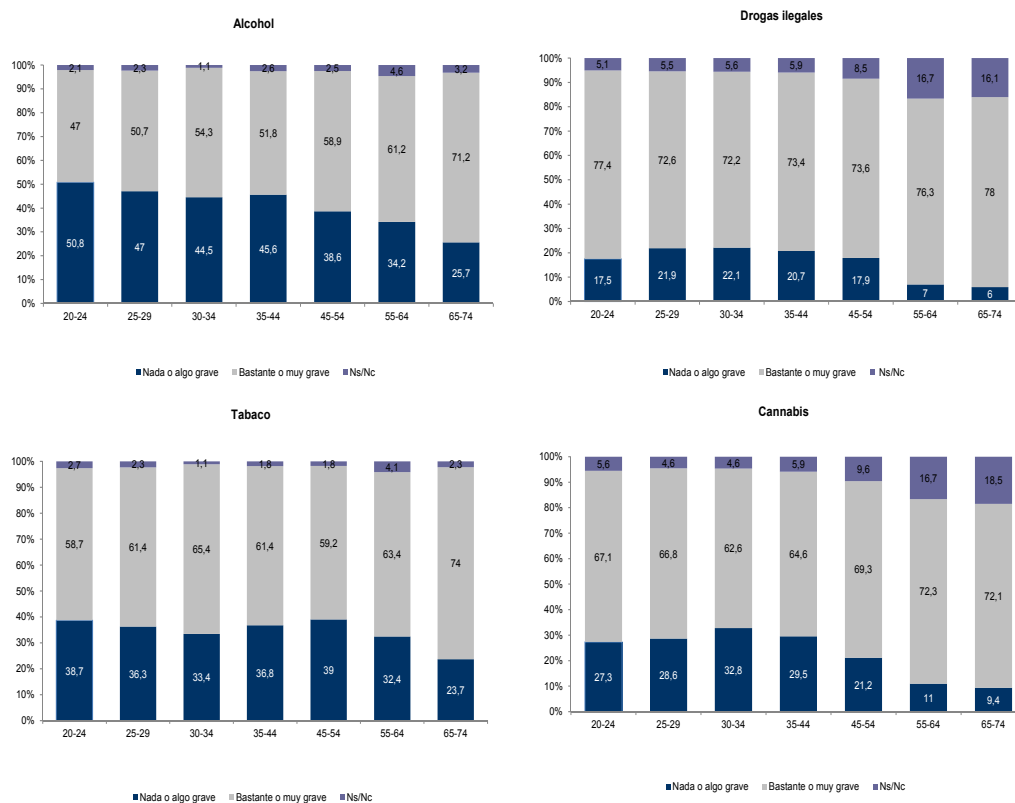 Alcohol
100%
90%
80%
70%
60%
50%
40%
30%
20%
10%
0%
2,1 2,3 1,1 2,6 2,5 4,6 3,2
47 50,7 54,3 51,8 58,9 61,2 71,2
50,8 47 44,5 45,6 38,6 34,2 25,7
20-24 25-29 30-34 35-44 45-54 55-64 65-74
Nada o algo grave Bastante o muy grave Ns/Nc
Drogas ilegales
100%
90%
80%
70%
60%
50%
40%
30%
20%
10%
0%
5,1 5,5 5,6 5,9 8,5 16,7 16,1
77,4 72,6 72,2 73,4 73,6 76,3 78
17,5 21,9 22,1 20,7 17,9 7 6
20-24 25-29 30-34 35-44 45-54 55-64 65-74
Nada o algo grave Bastante o muy grave Ns/Nc
Tabaco
100%
90%
80%
70%
60%
50%
40%
30%
20%
10%
0%
2,7 2,3 1,1 1,8 1,8 4,1 2,3
58,7 61,4 65,4 61,4 59,2 63,4 74
38,7 36,3 33,4 36,8 39 32,4 23,7
20-24 25-29 30-34 35-44 45-54 55-64 65-74
Nada o algo grave Bastante o muy grave Ns/Nc
Cannabis
100%
90%
80%
70%
60%
50%
40%
30%
20%
10%
0%
5,6 4,6 4,6 5,9 9,6 16,7 18,5
67,1 66,8 62,6 64,6 69,3 72,3 72,1
27,3 28,6 32,8 29,5 21,2 11 9,4
20-24 25-29 30-34 35-44 45-54 55-64 65-74
Nada o algo grave Bastante o muy grave Ns/Nc